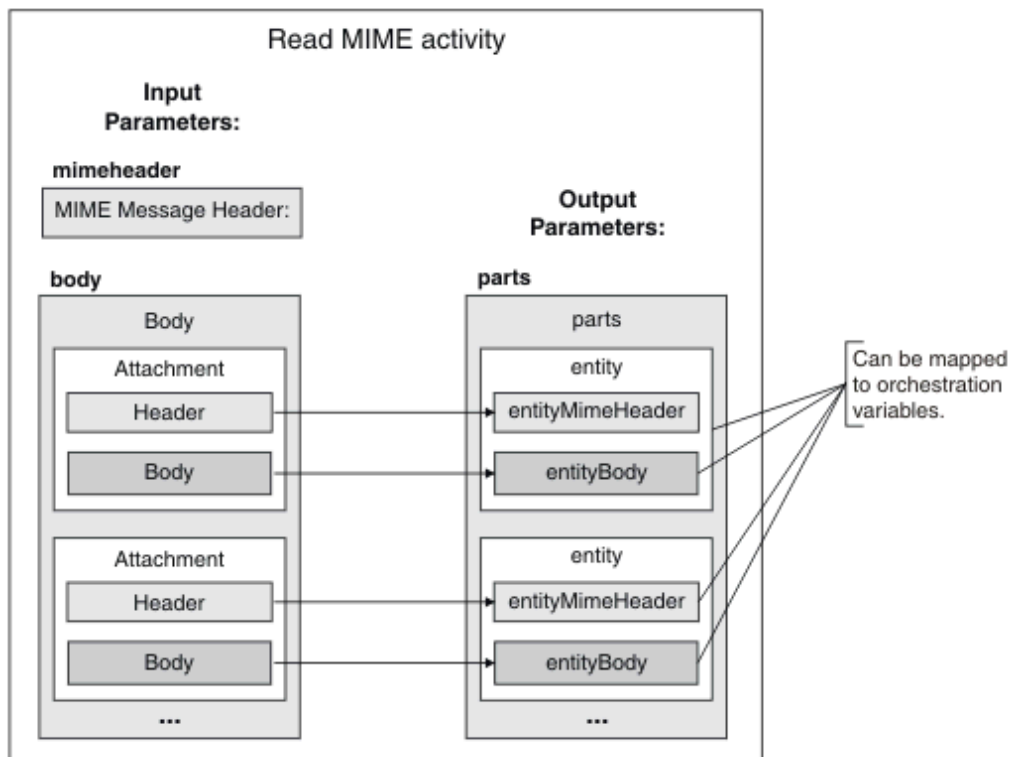 Read MIME activity
Input
Parameters:
mimeheader
MIME Message Header:
Output
Parameters:
body
Body
Attachment
Header
Body
Attachment
Header
Body
...
parts
parts
entity
entityMimeHeader
entityBody
entity
entityMimeHeader
entityBody
...
Can be mapped
to orchestration
variables.